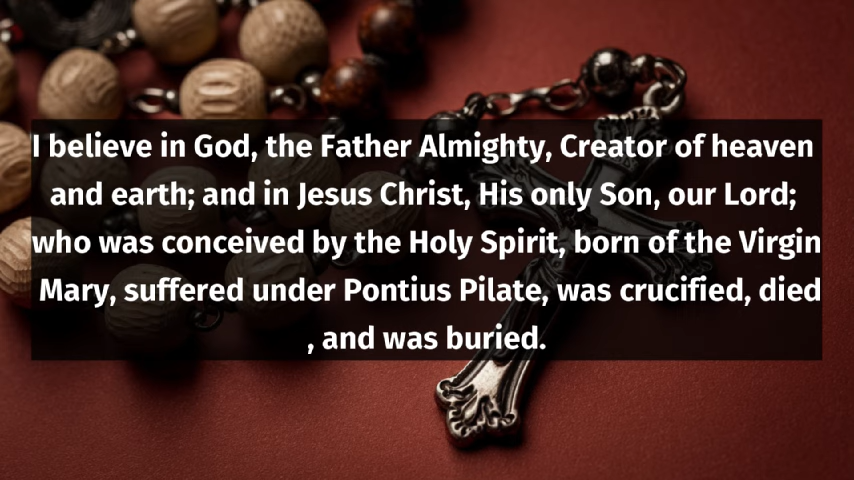 I believe in God, the Father Almighty, Creator of heaven
and earth; and in Jesus Christ, His only Son, our Lord;
who was conceived by the Holy Spirit, born of the Virgin
Mary, suffered under Pontius Pilate, was crucified, died
, and was buried.